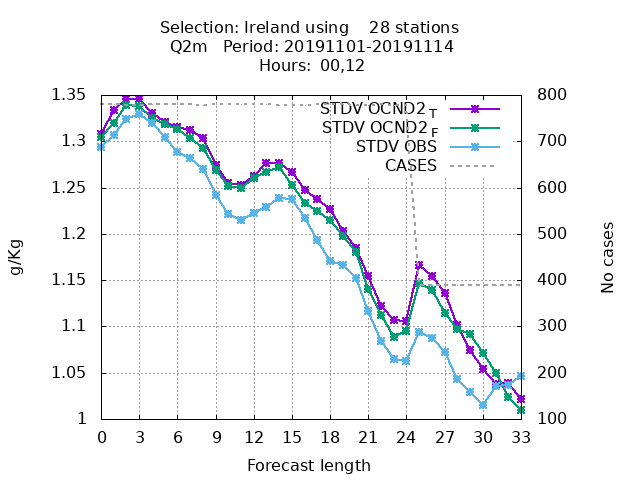 Selection: Ireland using    28 stations
Q2m   Period: 20191101-20191114
Hours:  00,12
STDV OCND2 T
STDV OCND2 F
STDV OBS
CASES
g/Kg
1.35
1.3
1.25
1.2
1.15
1.1
1.05
1
800
700
600
500
400
300
200
100
No cases
0 3 6 9 12 15 18 21 24 27 30 33
Forecast length